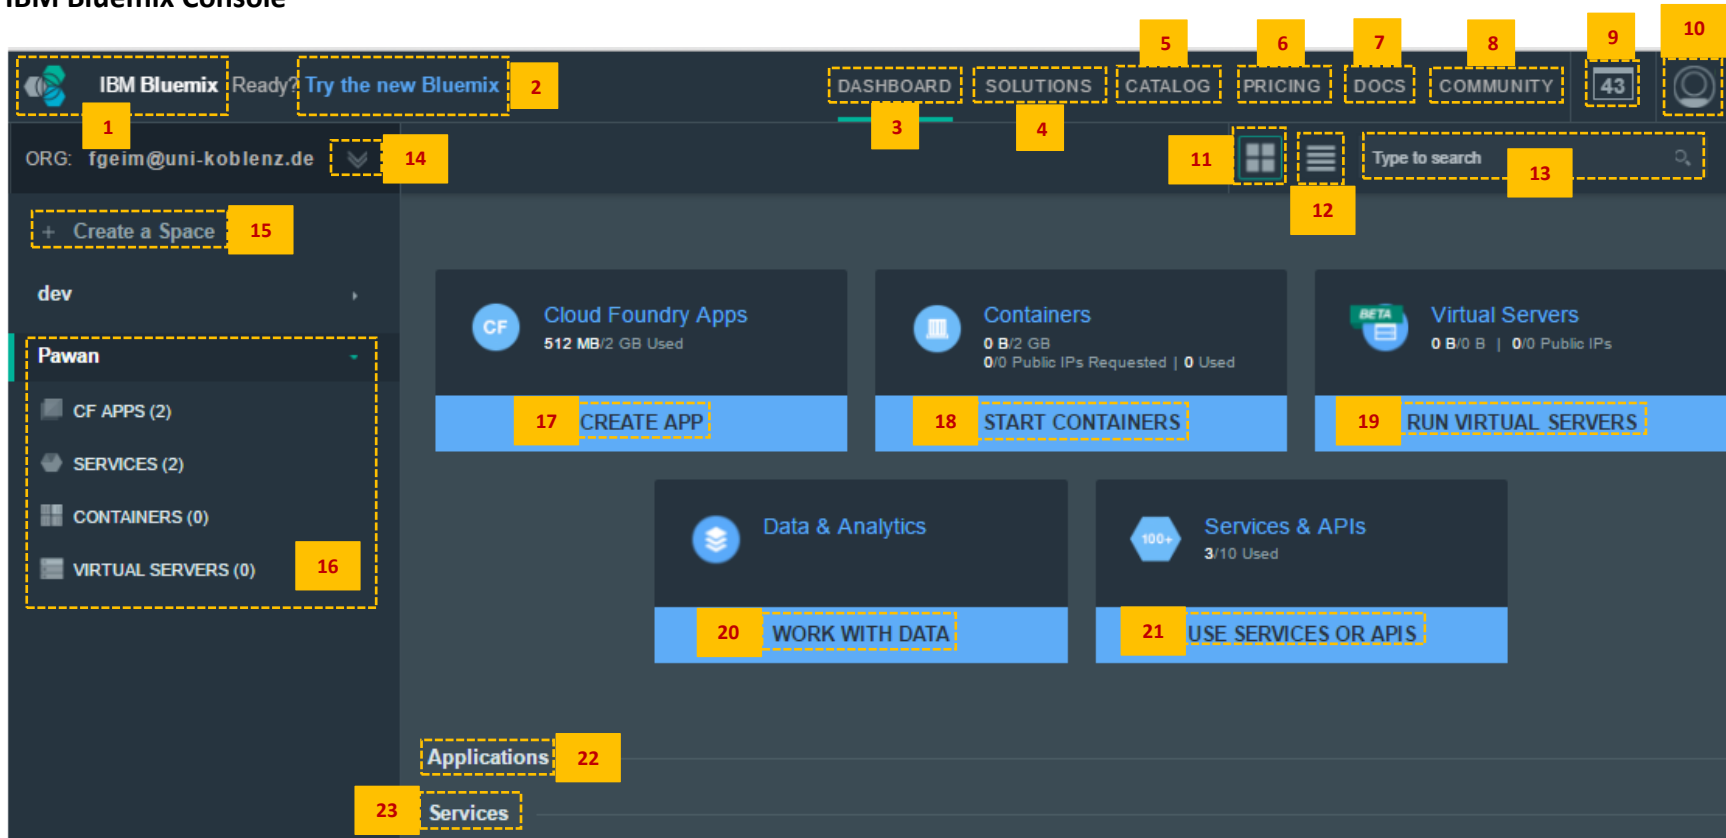 IBM Bluemix Console
5 6 7 8 9 10
IBM Bluemix Ready? Try the new Bluemix 2 DASHBOARD SOLUTIONS CATALOG PRICING DOCS COMMUNITY 43
1 3 4
ORG: fgeim@uni-koblenz.de 14 11 Type to search 13
12
+ Create a Space 15
dev
Pawan
CF APPS (2)
SERVICES (2)
CONTAINERS (0)
VIRTUAL SERVERS (0) 16
CF Cloud Foundry Apps
512 MB/2 GB Used
17 CREATE APP
Containers
0 B/2 GB
0/0 Public IPs Requested | 0 Used
18 START CONTAINERS
BETA Virtual Servers
0 B/0 B | 0/0 Public IPs
19 RUN VIRTUAL SERVERS
Data & Analytics
20 WORK WITH DATA
100+ Services & APIs
3/10 Used
21 USE SERVICES OR APIS
Applications 22
23 Services